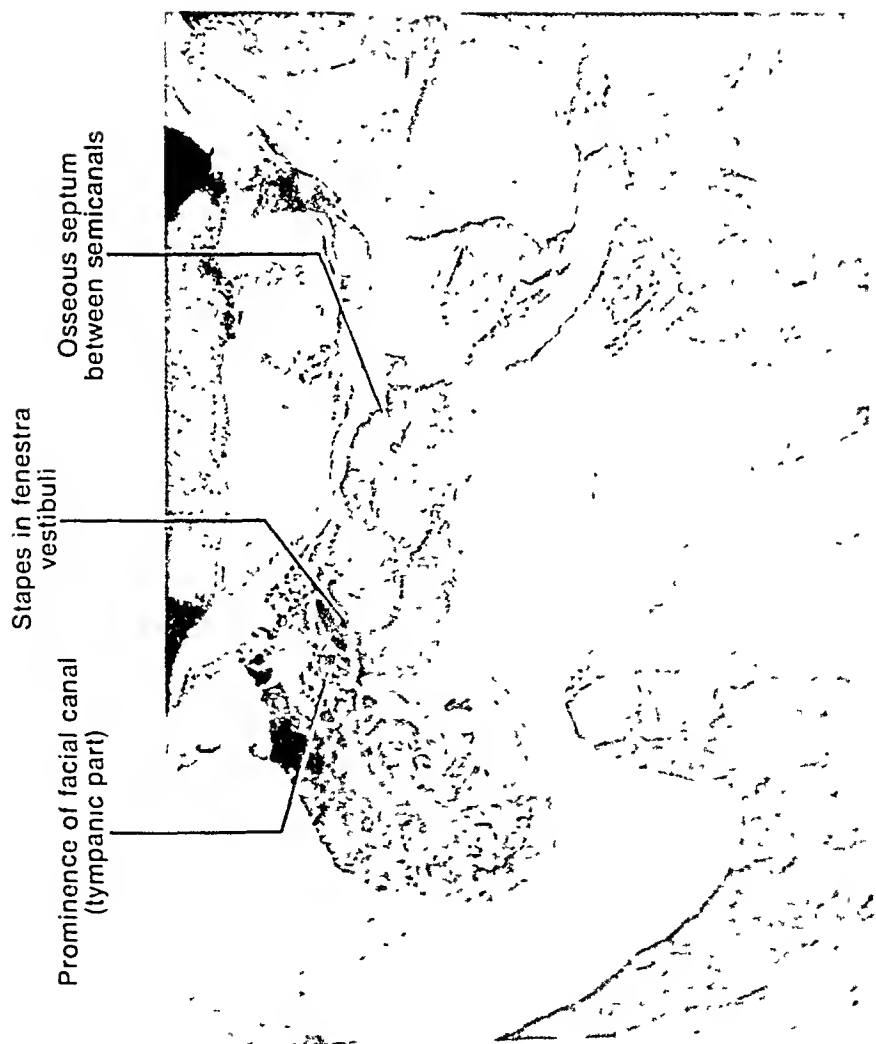 Prominence of facial canal
(tympanic part)
Stapes in fenestra
vestibuli
Osseous septum
between semicanals